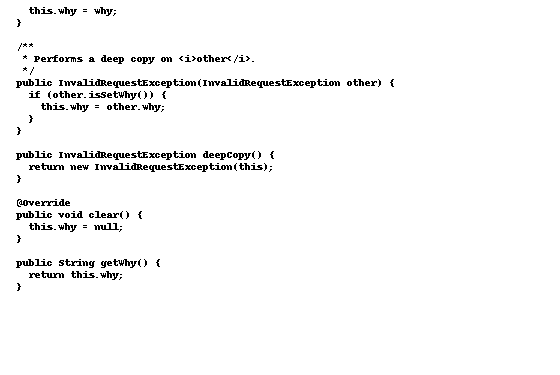 this.why = why;
  }

  /**
   * Performs a deep copy on <i>other</i>.
   */
  public InvalidRequestException(InvalidRequestException other) {
    if (other.isSetWhy()) {
      this.why = other.why;
    }
  }

  public InvalidRequestException deepCopy() {
    return new InvalidRequestException(this);
  }

  @Override
  public void clear() {
    this.why = null;
  }

  public String getWhy() {
    return this.why;
  }